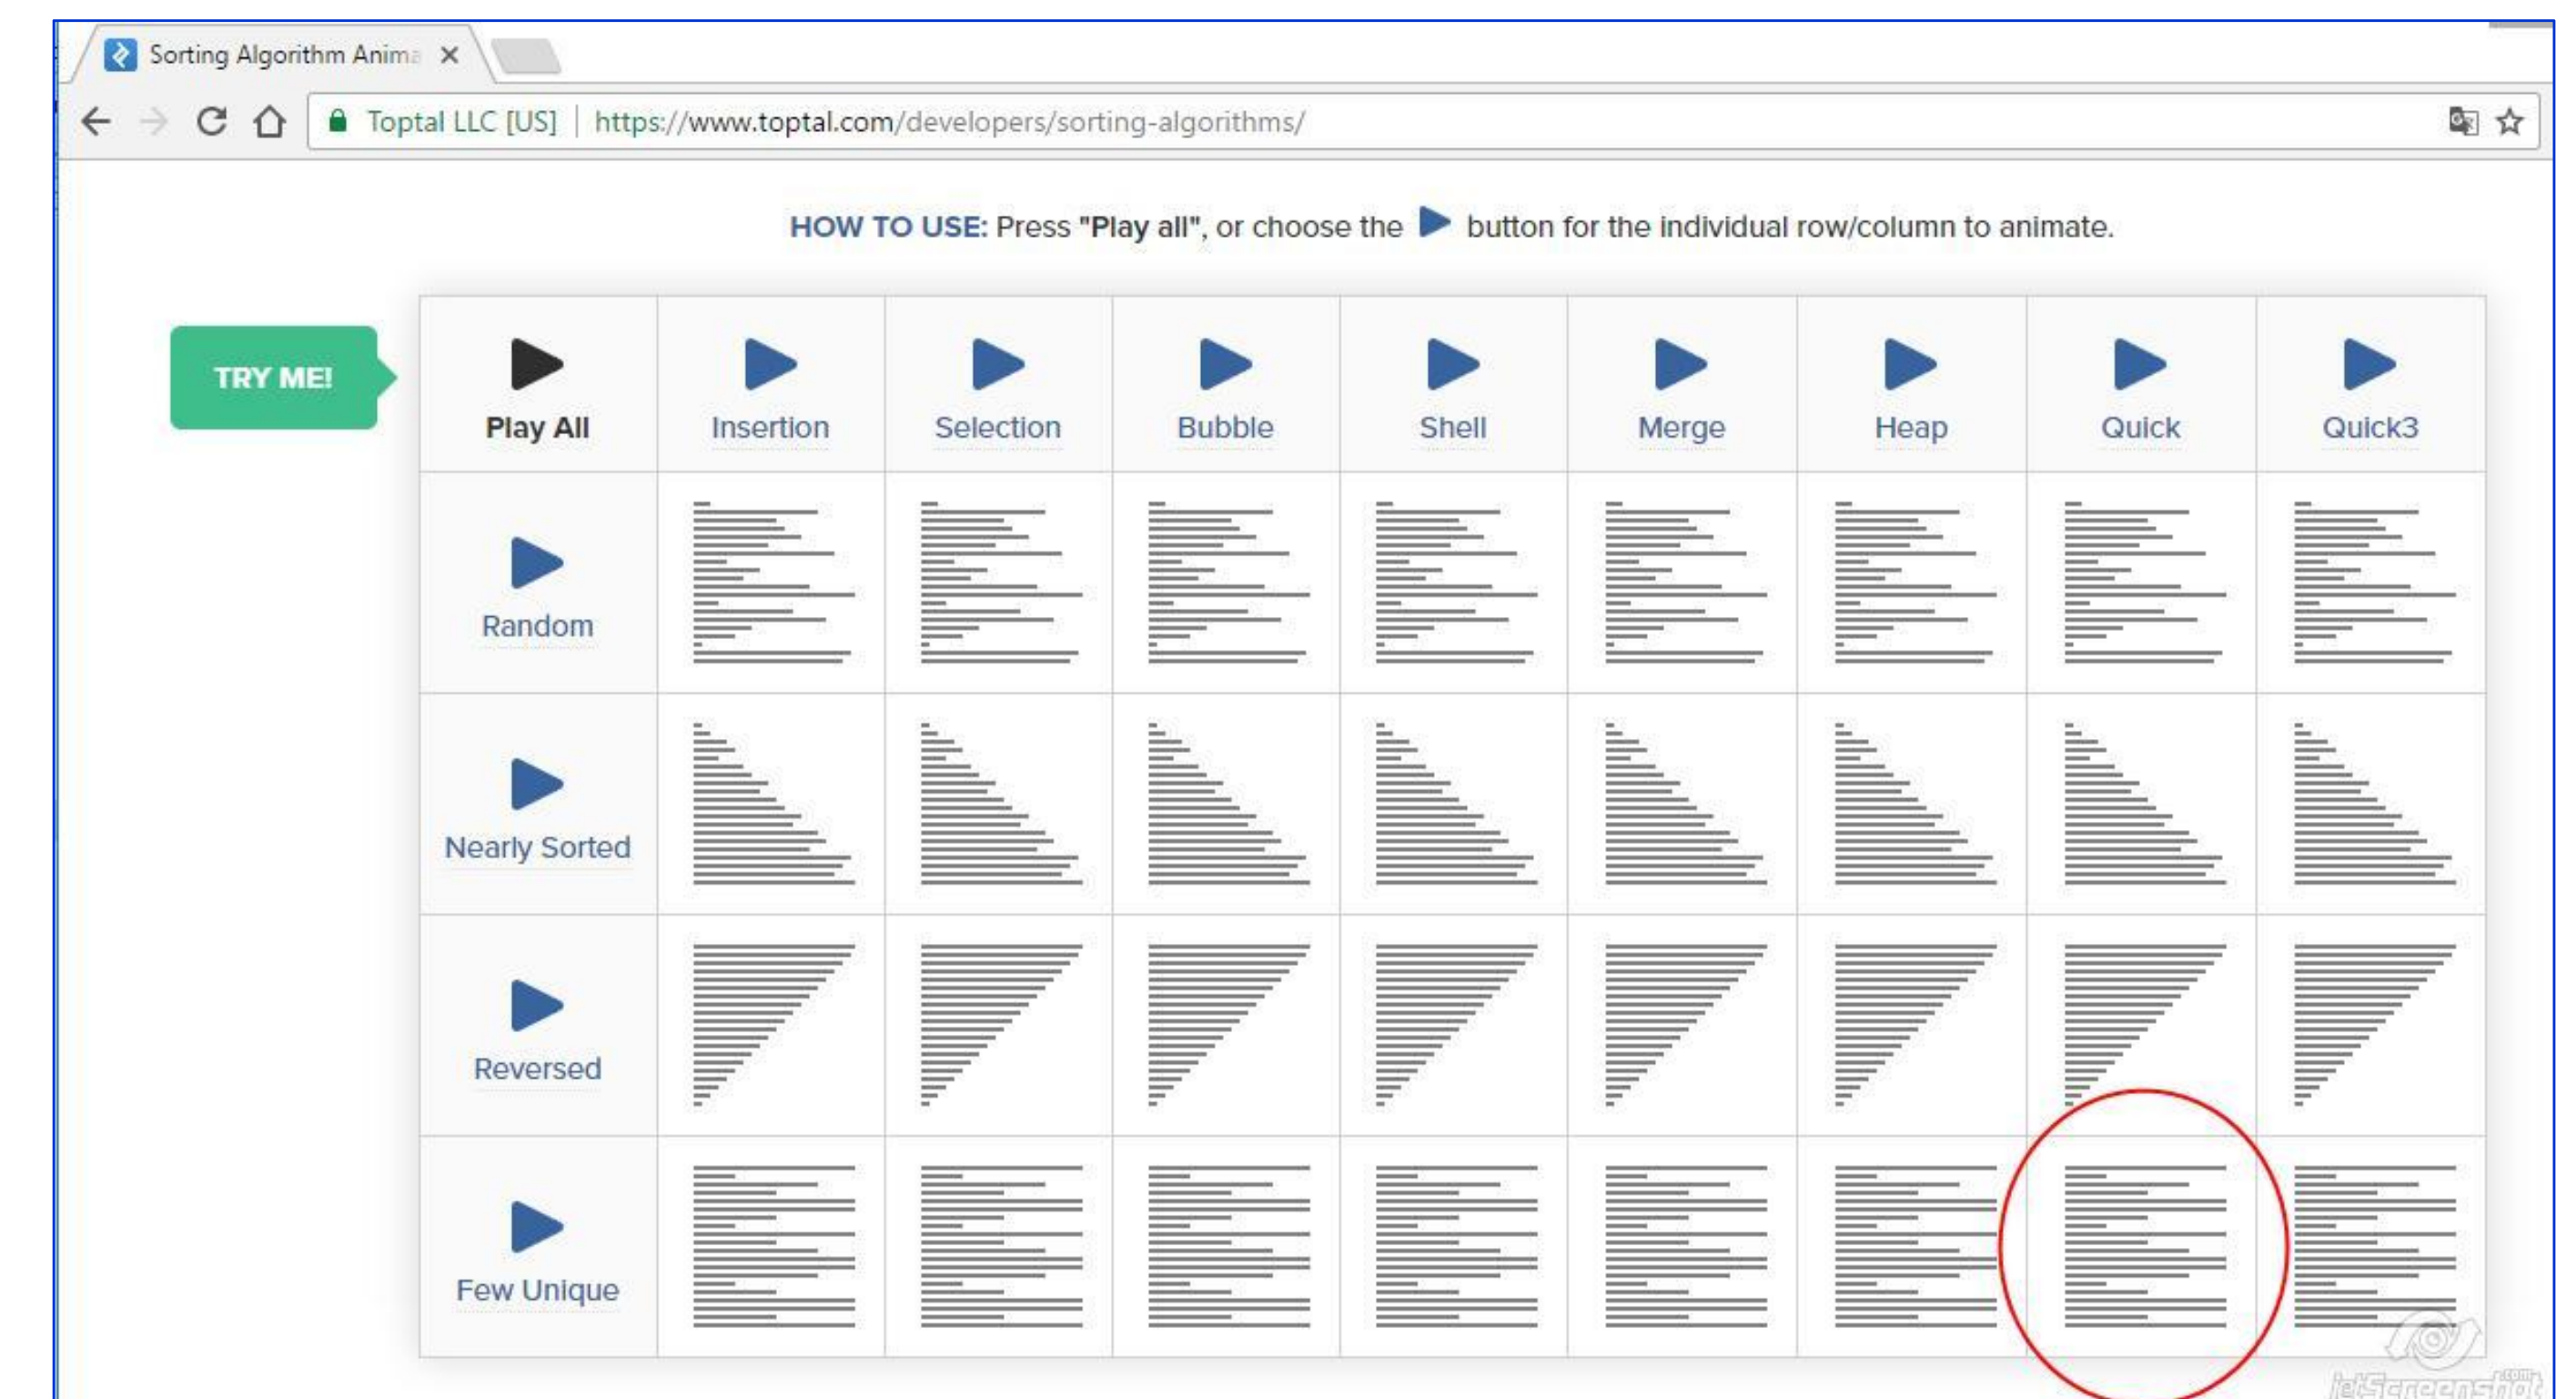 Sorting Algorithm Anima
Toptal LLC [US] | https://www.toptal.com/developers/sorting-algorithms/
HOW TO USE: Press "Play all", or choose the button for the individual row/column to animate.
TRY ME!
Play All Insertion Selection Bubble Shell Merge Heap Quick Quick3
Random
Nearly Sorted
Reversed
Few Unique
jetScreenshot